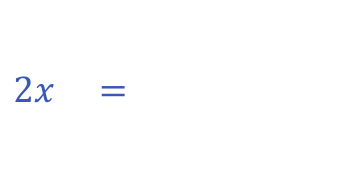 2x =